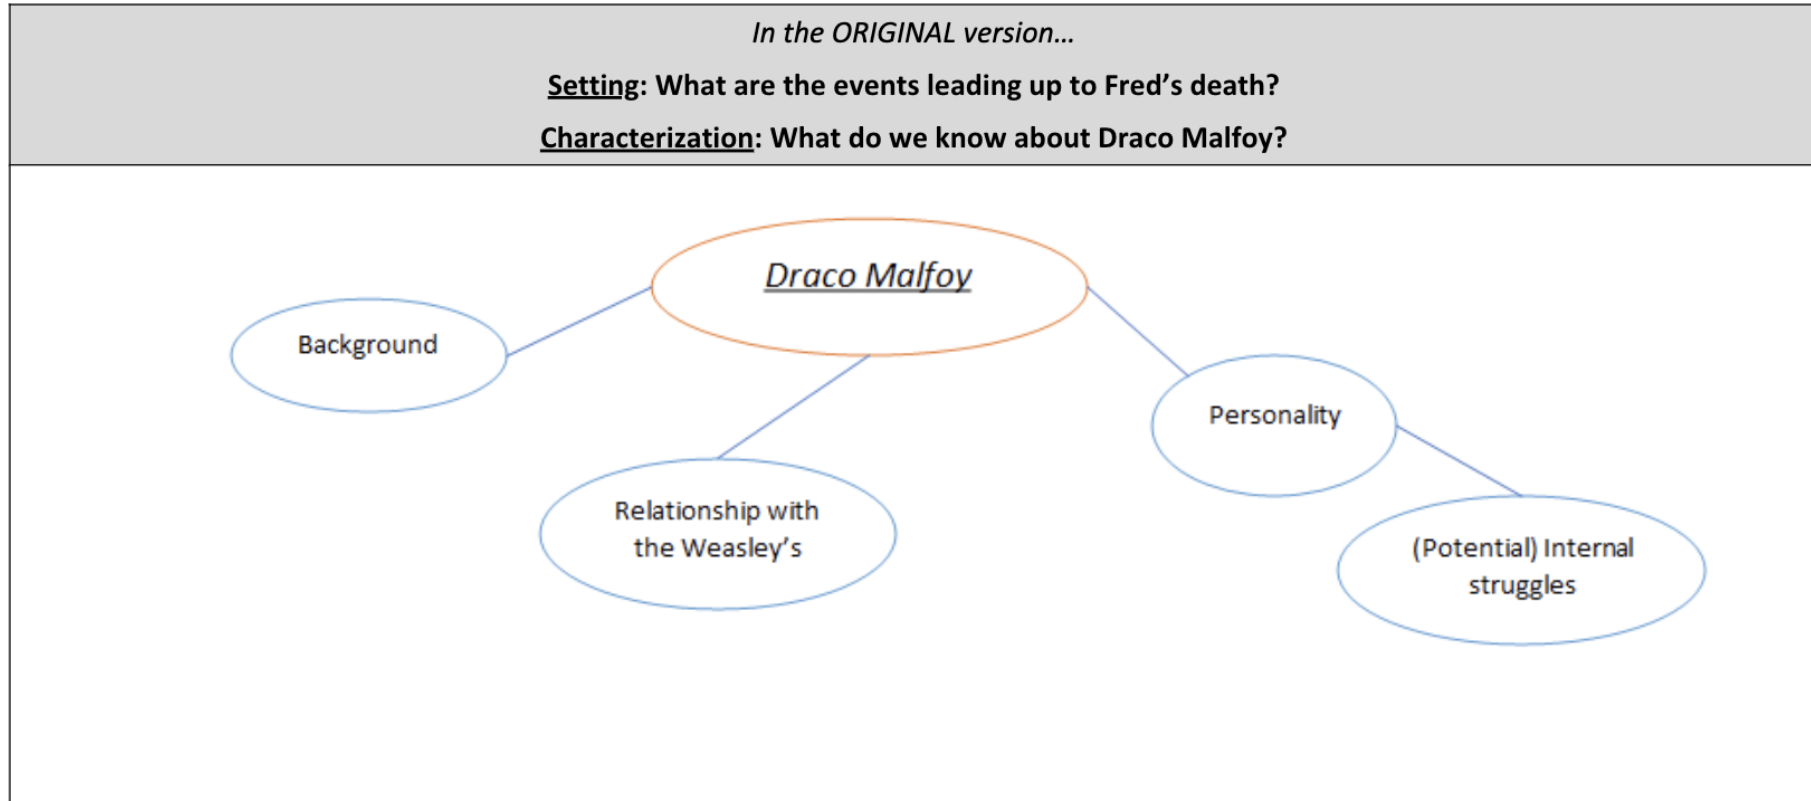 In the ORIGINAL version…
Setting: What are the events leading up to Fred’s death?
Characterization: What do we know about Draco Malfoy?
Draco Malfoy
Background
Personality
Relationship with
the Weasley’s
(Potential) Internal
struggles